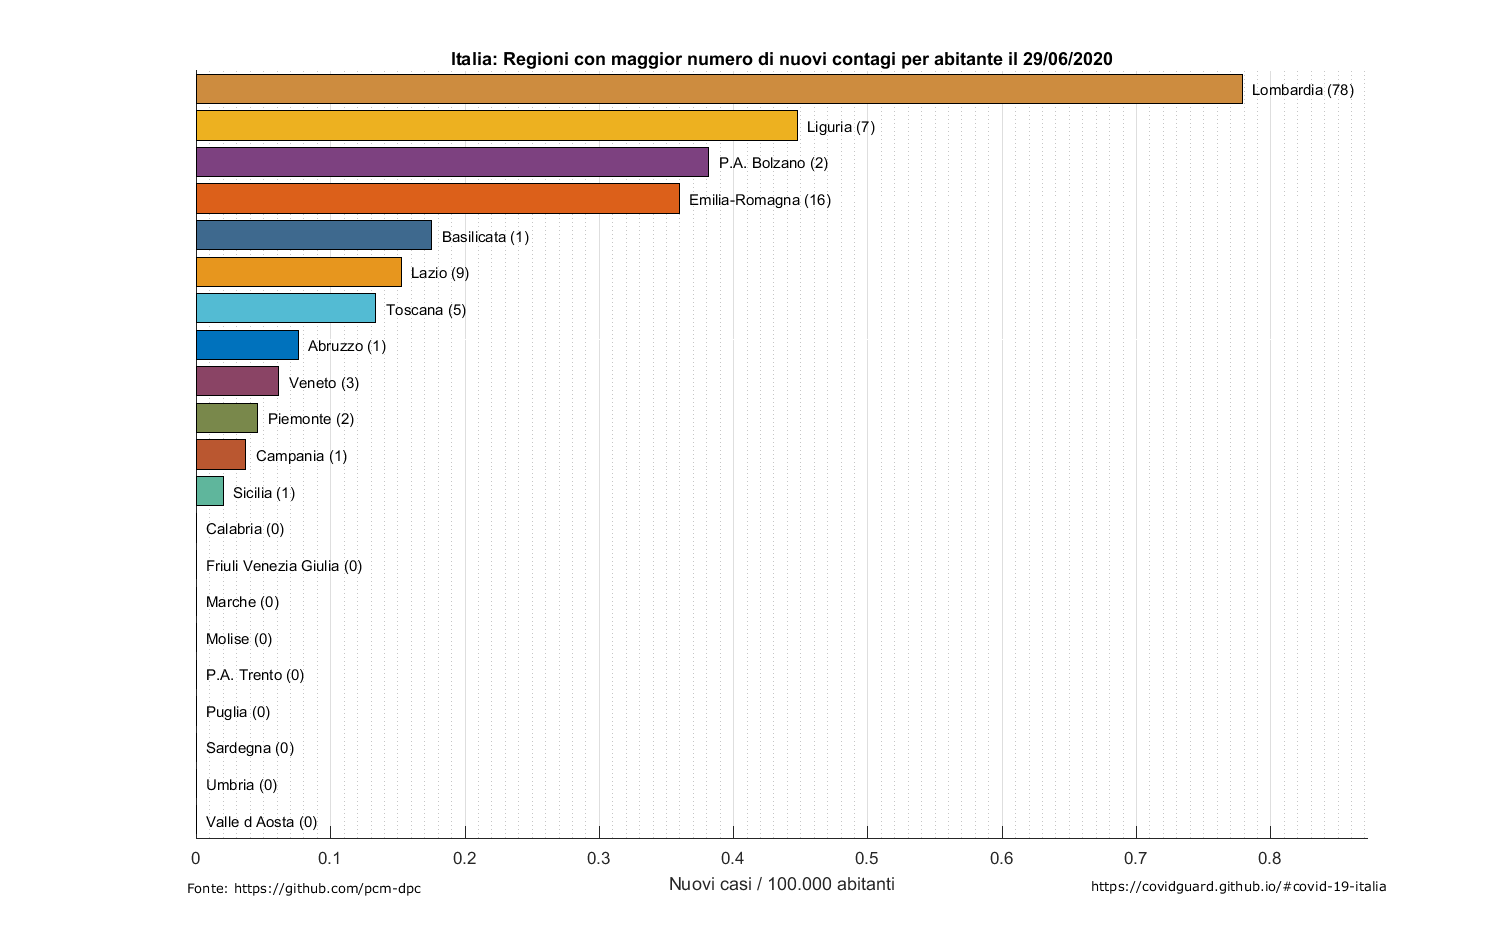 Italia: Regioni con maggior numero di nuovi contagi per abitante il 29/06/2020
Lombardia (78)
Liguria (7)
P.A. Bolzano (2)
Emilia-Romagna (16)
Basilicata (1)
Lazio (9)
Toscana (5)
Abruzzo (1)
Veneto (3)
Piemonte (2)
Campania (1)
Sicilia (1)
Calabria (0)
Friuli Venezia Giulia (0)
Marche (0)
Molise (0)
P.A. Trento (0)
Puglia (0)
Sardegna (0)
Umbria (0)
Valle d Aosta (0)
0 0.1 0.2 0.3 0.4 0.5 0.6 0.7 0.8
Nuovi casi / 100.000 abitanti
Fonte: https://github.com/pcm-dpc
https://covidguard.github.io/#covid-19-italia